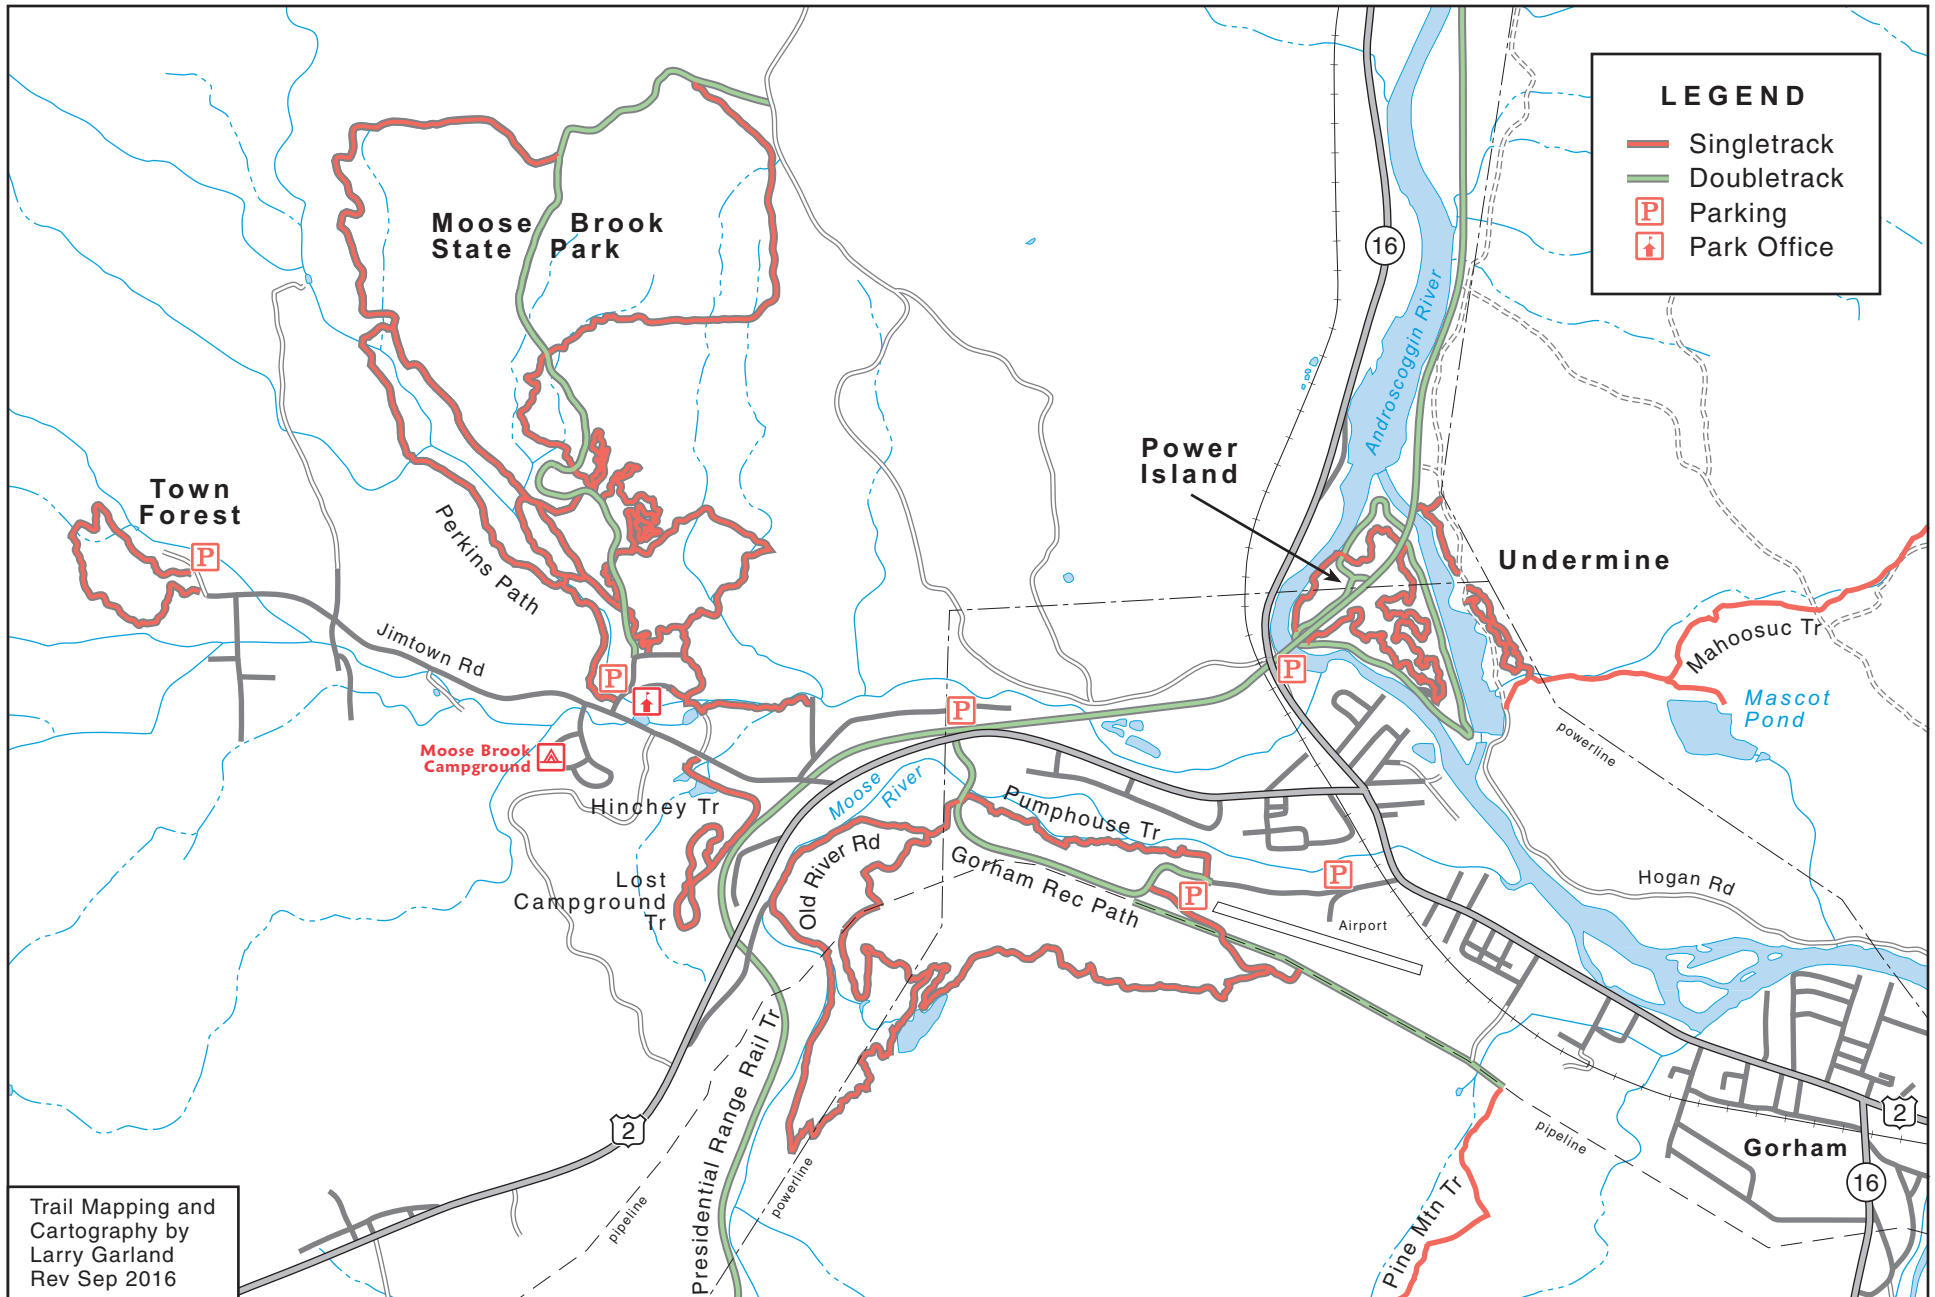 LEGEND
Singletrack
Doubletrack
P Parking
Park Office
Moose Brook
State Park
16
Androscoggin River
Power
Island
Town
Forest
P
Perkins Path
Undermine
Jimtown Rd
Mahoosuc Tr
P
P
Mascot
Pond
P
powerline
Moose Brook
Campground
Hinchey Tr
Moose
River
Pumphouse Tr
Old River Rd
Gorham Rec Path
Lost
Campground
Tr
P
P
Hogan Rd
Airport
Presidential Range Rail Tr
2
2
pipeline
powerline
pipeline
Gorham
16
Pine Mtn Tr
Trail Mapping and
Cartography by
Larry Garland
Rev Sep 2016